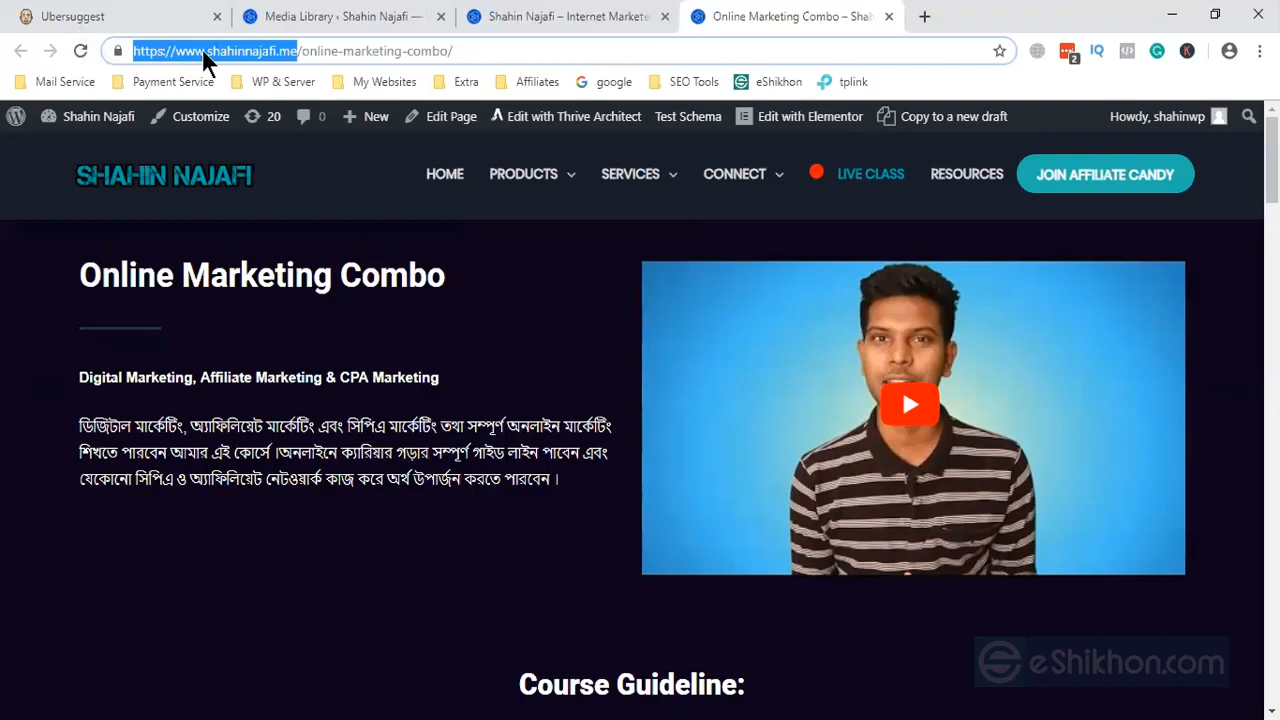 Ubersuggest
Media Library ‹ Shahin Najafi —
Shahin Najafi – Internet Markete
Online Marketing Combo – Shah
https://www.shahinnajafi.me/online-marketing-combo/
2
IQ
K
Mail Service
Payment Service
WP & Server
My Websites
Extra
Affiliates
google
SEO Tools
eShikhon
tplink
Shahin Najafi
Customize
20
0
New
Edit Page
Edit with Thrive Architect
Test Schema
Edit with Elementor
Copy to a new draft
Howdy, shahinwp
SHAHIN NAJAFI
HOME
PRODUCTS
SERVICES
CONNECT
LIVE CLASS
RESOURCES
JOIN AFFILIATE CANDY
Online Marketing Combo
Digital Marketing, Affiliate Marketing & CPA Marketing
ডিজিটাল মার্কেটিং, অ্যাফিলিয়েট মার্কেটিং এবং সিপিএ মার্কেটিং তথা সম্পূর্ণ অনলাইন মার্কেটিং
শিখতে পারবেন আমার এই কোর্সে ।অনলাইনে ক্যারিয়ার গড়ার সম্পূর্ণ গাইড লাইন পাবেন এবং
যেকোনো সিপিএ ও অ্যাফিলিয়েট নেটওয়ার্ক কাজ করে অর্থ উপার্জন করতে পারবেন ।
Course Guideline:
eShikhon.com